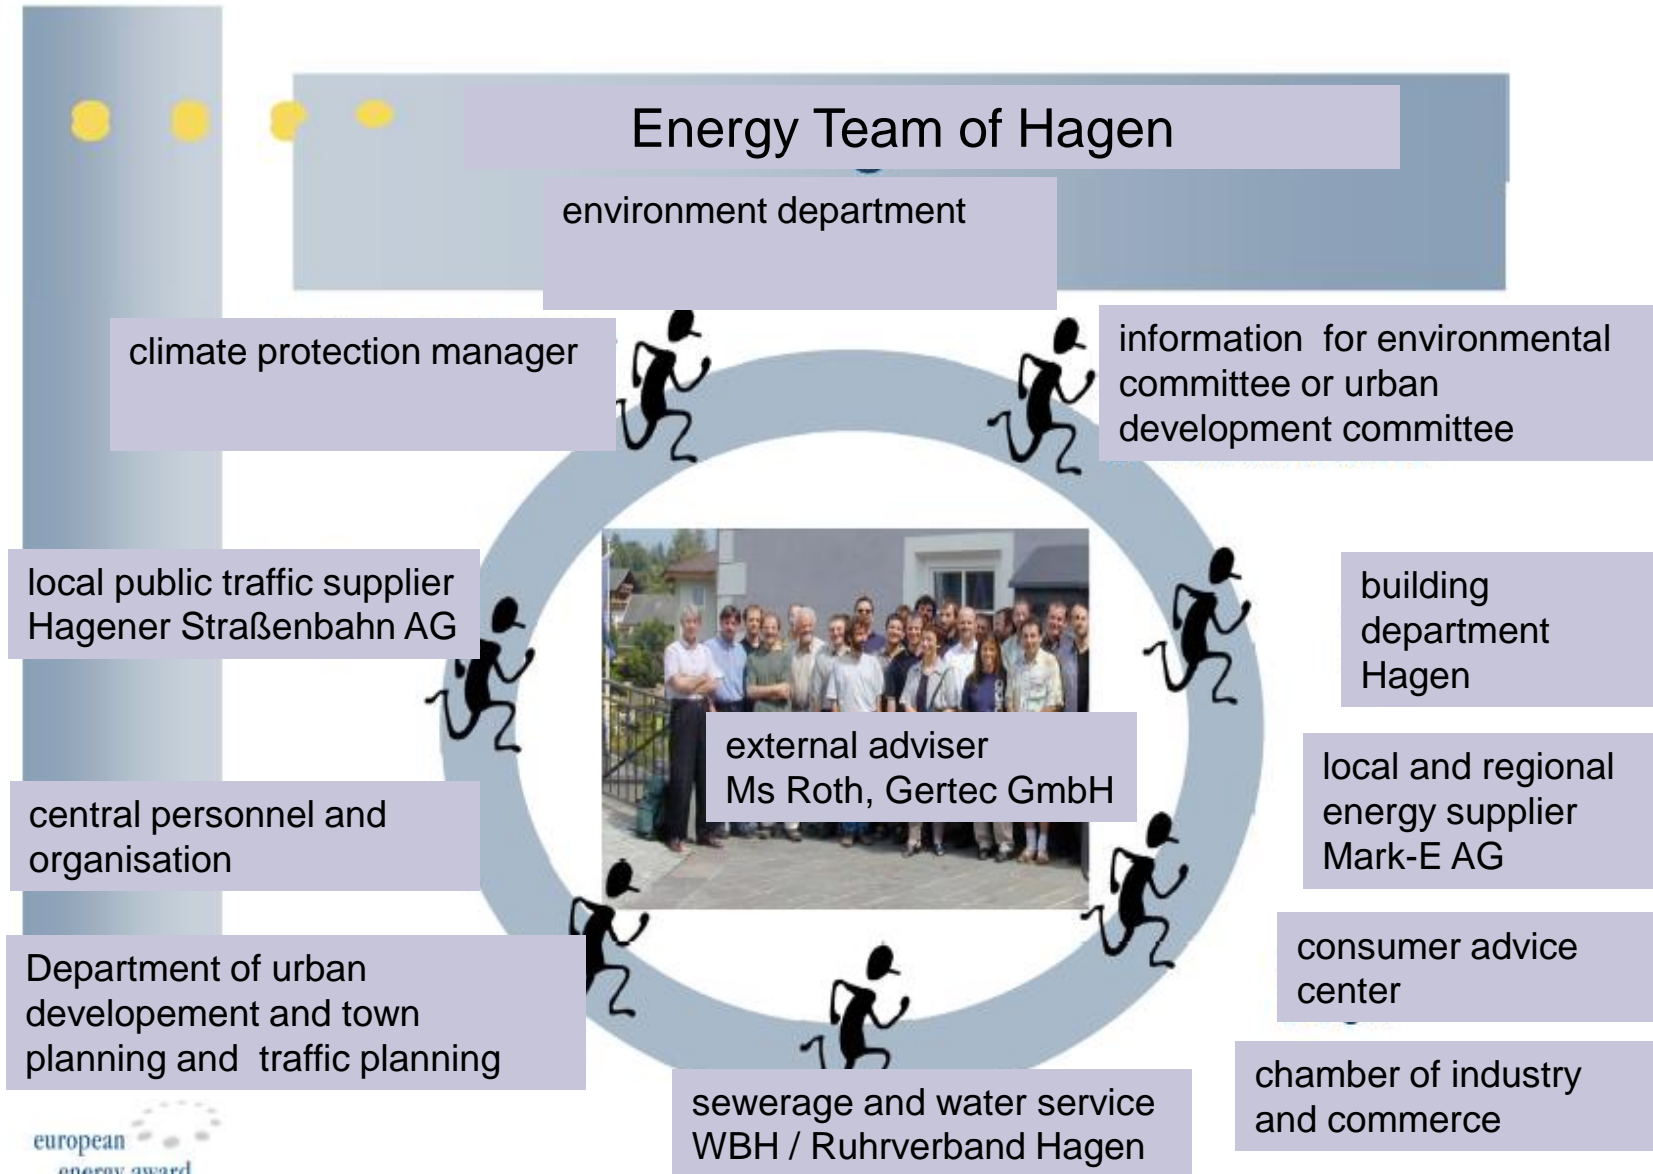 Energy Team of Hagen
environment department
climate protection manager
information for environmental
committee or urban
development committee
local public traffic supplier
Hagener Straßenbahn AG
building
department
Hagen
external adviser
Ms Roth, Gertec GmbH
local and regional
energy supplier
Mark-E AG
central personnel and
organisation
consumer advice
center
Department of urban
developement and town
planning and traffic planning
chamber of industry
and commerce
sewerage and water service
WBH / Ruhrverband Hagen
european
energy award